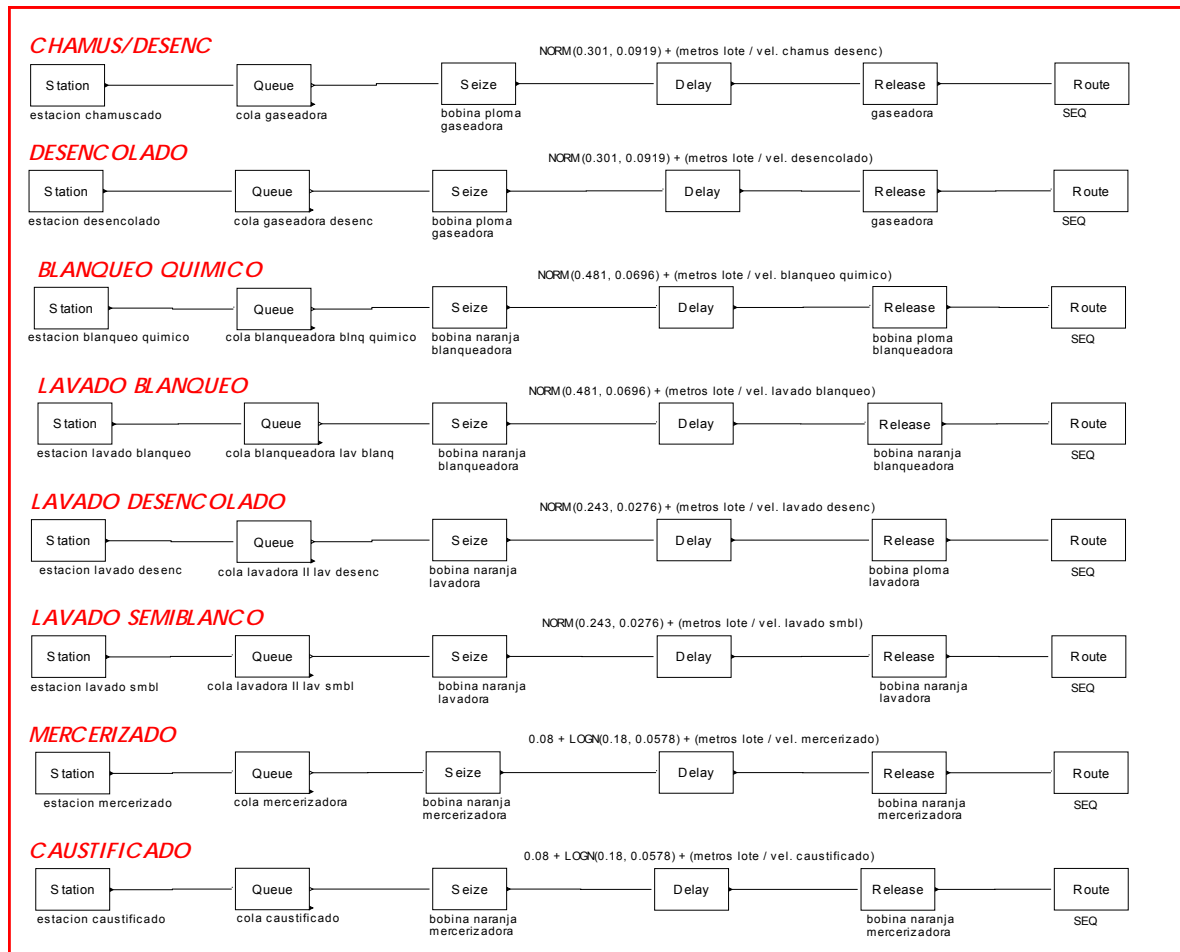 CHAMUS/DESENC
NORM(0.301, 0.0919) + (metros lote / vel. chamus desenc)
Station Queue Seize Delay Release Route
estacion chamuscado cola gaseadora bobina ploma gaseadora SEQ
gaseadora
DESENCOLADO
NORM(0.301, 0.0919) + (metros lote / vel. desencolado)
Station Queue Seize Delay Release Route
estacion desencolado cola gaseadora desenc bobina ploma gaseadora SEQ
gaseadora
BLANQUEO QUIMICO
NORM(0.481, 0.0696) + (metros lote / vel. blanqueo quimico)
Station Queue Seize Delay Release Route
estacion blanqueo quimico cola blanqueadora blnq quimico bobina naranja bobina ploma SEQ
blanqueadora blanqueadora
LAVADO BLANQUEO
NORM(0.481, 0.0696) + (metros lote / vel. lavado blanqueo)
Station Queue Seize Delay Release Route
estacion lavado blanqueo cola blanqueadora lav blanq bobina naranja bobina naranja SEQ
blanqueadora blanqueadora
LAVADO DESENCOLADO
NORM(0.243, 0.0276) + (metros lote / vel. lavado desenc)
Station Queue Seize Delay Release Route
estacion lavado desenc cola lavadora II lav desenc bobina naranja bobina ploma SEQ
lavadora lavadora
LAVADO SEMIBLANCO
NORM(0.243, 0.0276) + (metros lote / vel. lavado smbl)
Station Queue Seize Delay Release Route
estacion lavado smbl cola lavadora II lav smbl bobina naranja bobina naranja SEQ
lavadora lavadora
MERCERIZADO
0.08 + LOGN(0.18, 0.0578) + (metros lote / vel. mercerizado)
Station Queue Seize Delay Release Route
estacion mercerizado cola mercerizadora bobina naranja bobina naranja SEQ
mercerizadora mercerizadora
CAUSTIFICADO
0.08 + LOGN(0.18, 0.0578) + (metros lote / vel. caustificado)
Station Queue Seize Delay Release Route
estacion caustificado cola caustificado bobina naranja bobina naranja SEQ
mercerizadora mercerizadora